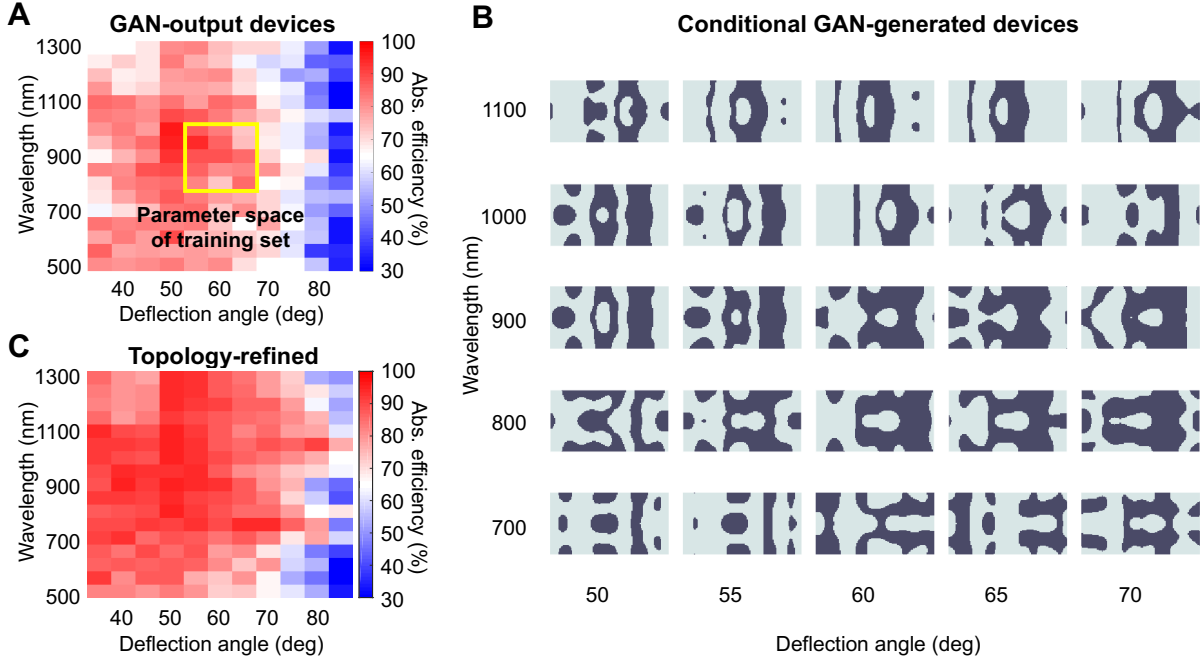 A
GAN-output devices
1300
1100
900
700
500
Wavelength (nm)
Parameter space
of training set
40 50 60 70 80
Deflection angle (deg)
100
90
80
70
60
50
40
30
Abs. efficiency (%)
B
Conditional GAN-generated devices
Wavelength (nm)
1100
1000
900
800
700
50 55 60 65 70
Deflection angle (deg)
C
Topology-refined
1300
1100
900
700
500
Wavelength (nm)
40 50 60 70 80
Deflection angle (deg)
100
90
80
70
60
50
40
30
Abs. efficiency (%)